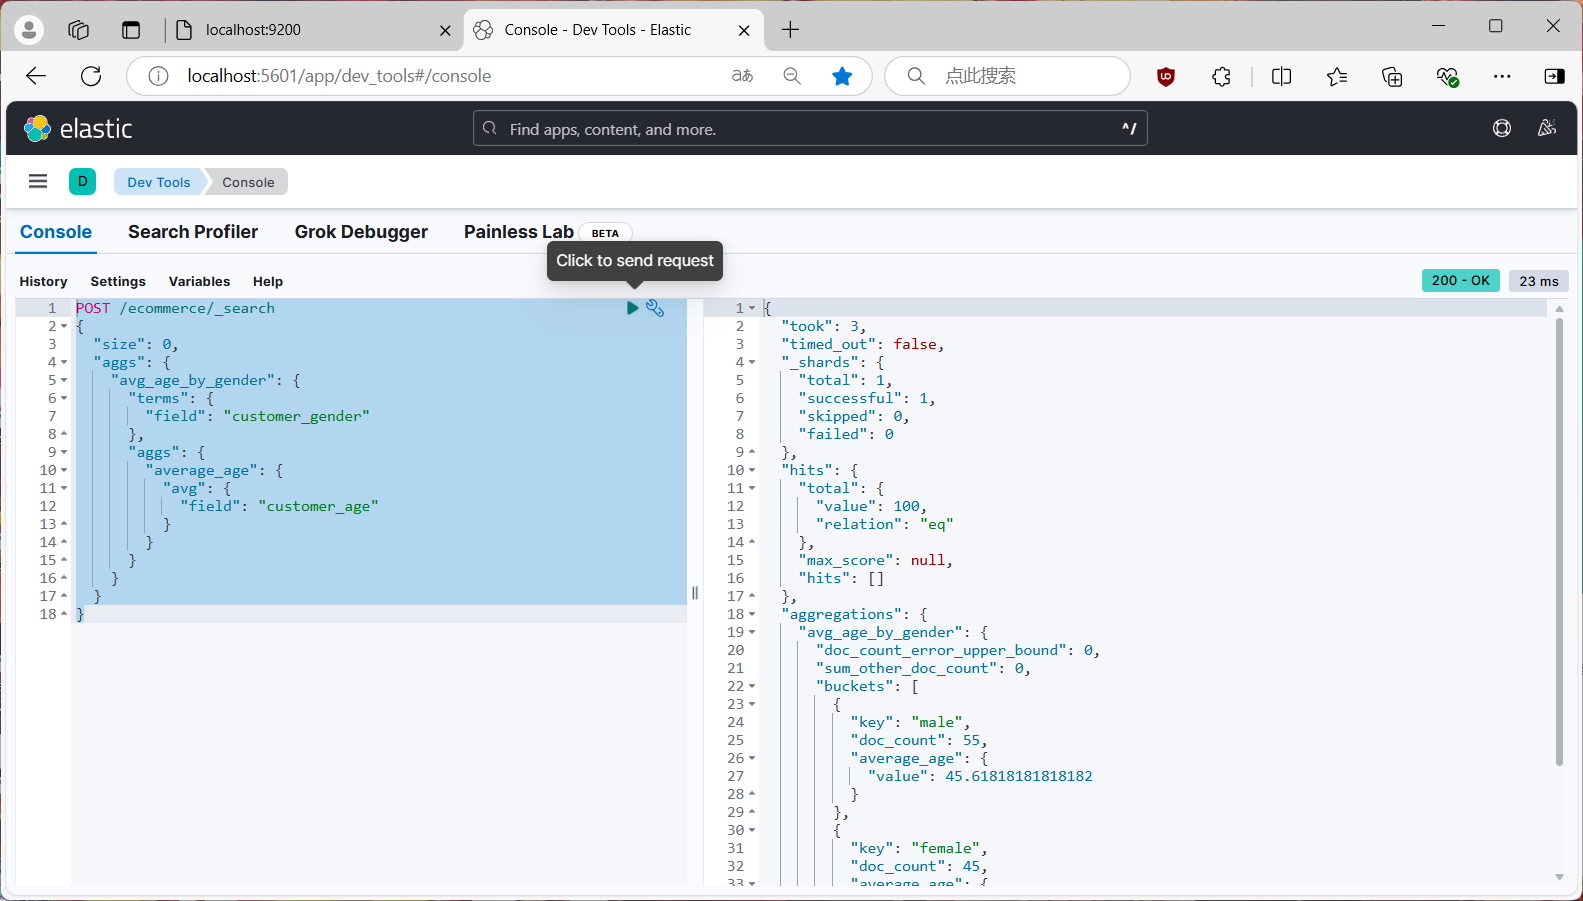 localhost:9200
Console - Dev Tools - Elastic
localhost:5601/app/dev_tools#/console
aあ
点此搜索
elastic
Find apps, content, and more.
^/
D
Dev Tools
Console
Console
Search Profiler
Grok Debugger
Painless Lab
BETA
Click to send request
History
Settings
Variables
Help
200 - OK
23 ms
1 POST /ecommerce/_search
2 {
3 "size": 0,
4 "aggs": {
5 "avg_age_by_gender": {
6 "terms": {
7 "field": "customer_gender"
8 },
9 "aggs": {
10 "average_age": {
11 "avg": {
12 "field": "customer_age"
13 }
14 }
15 }
16 }
17 }
18 }
1 {
2 "took": 3,
3 "timed_out": false,
4 "_shards": {
5 "total": 1,
6 "successful": 1,
7 "skipped": 0,
8 "failed": 0
9 },
10 "hits": {
11 "total": {
12 "value": 100,
13 "relation": "eq"
14 },
15 "max_score": null,
16 "hits": []
17 },
18 "aggregations": {
19 "avg_age_by_gender": {
20 "doc_count_error_upper_bound": 0,
21 "sum_other_doc_count": 0,
22 "buckets": [
23 {
24 "key": "male",
25 "doc_count": 55,
26 "average_age": {
27 "value": 45.61818181818182
28 }
29 },
30 {
31 "key": "female",
32 "doc_count": 45,
33 "average_age": {